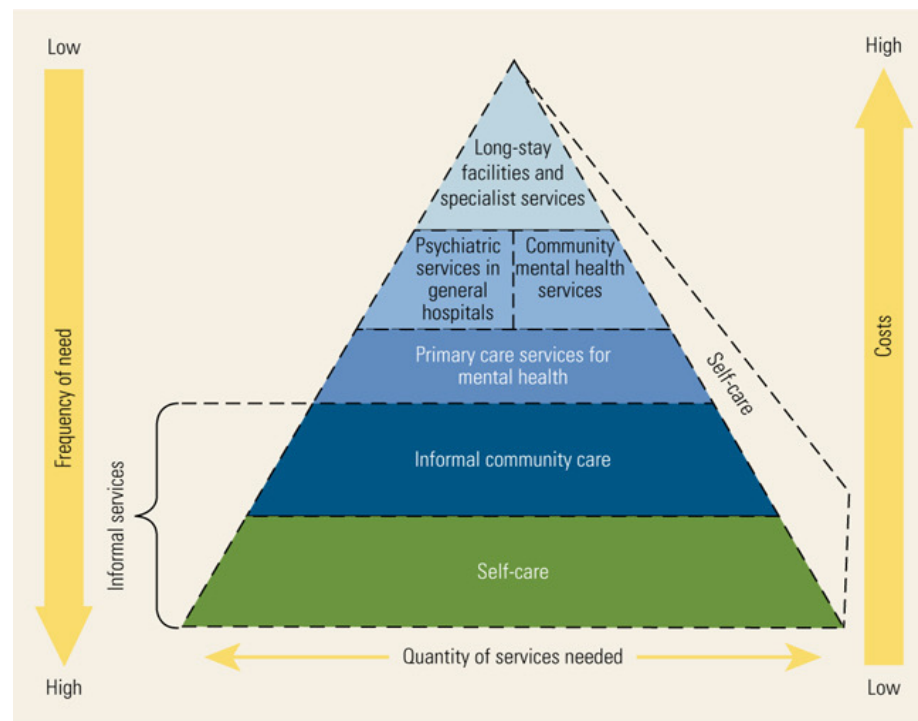 Low
High
Long-stay
facilities and
specialist services
Psychiatric
services in
general
hospitals
Community
mental health
services
Primary care services for
mental health
Self-care
Frequency of need
Costs
Informal services
Informal community care
Self-care
Quantity of services needed
High
Low